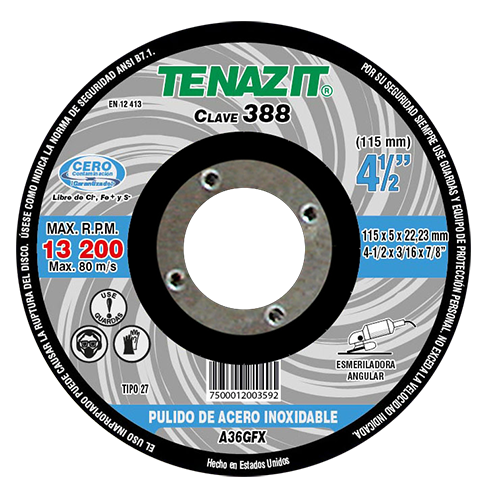 EL USO INAPROPIADO PUEDE CAUSAR LA RUPTURA DEL DISCO. ÚSESE COMO INDICA LA NORMA DE SEGURIDAD ANSI B7.1.
POR SU SEGURIDAD SIEMPRE USE GUARDAS Y EQUIPO DE PROTECCIÓN PERSONAL. NO EXCEDA LA VELOCIDAD INDICADA.
TENAZIT®
EN 12 413
CLAVE 388
(115 mm)
4½"
CERO
Contaminación
Garantizada
Libre de Cl-, Fe+ y S-
MAX. R.P.M.
13 200
Max. 80 m/s
115 x 5 x 22,23 mm
4-1/2 x 3/16 x 7/8"
USE
GUARDAS
ESMERILADORA
ANGULAR
TIPO 27
7500012003592
PULIDO DE ACERO INOXIDABLE
A36GFX
Hecho en Estados Unidos